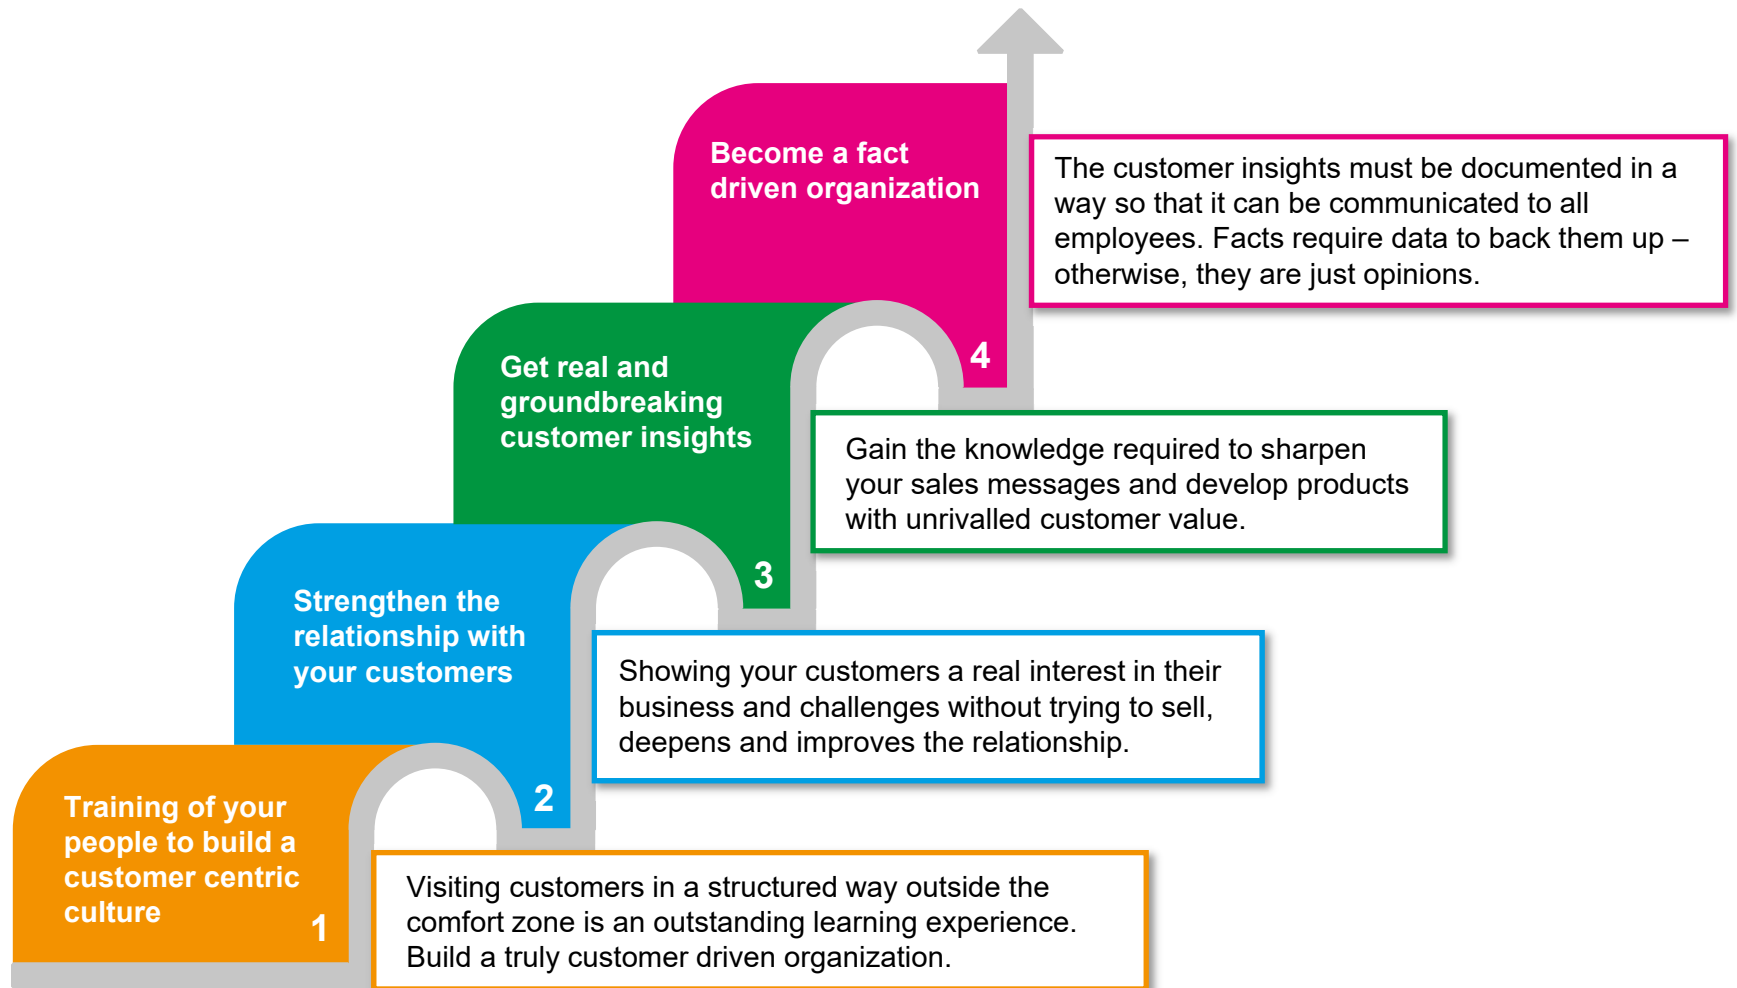 Become a fact
driven organization
4
The customer insights must be documented in a
way so that it can be communicated to all
employees. Facts require data to back them up –
otherwise, they are just opinions.
Get real and
groundbreaking
customer insights
3
Gain the knowledge required to sharpen
your sales messages and develop products
with unrivalled customer value.
Strengthen the
relationship with
your customers
2
Showing your customers a real interest in their
business and challenges without trying to sell,
deepens and improves the relationship.
Training of your
people to build a
customer centric
culture
1
Visiting customers in a structured way outside the
comfort zone is an outstanding learning experience.
Build a truly customer driven organization.